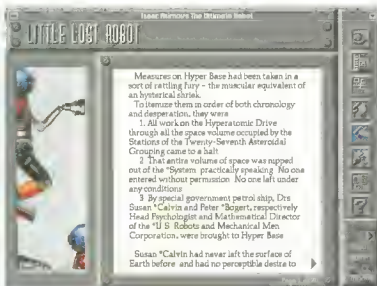 Isaac Asimov's The Ultimate Robot
LITTLE LOST ROBOT
Measures on Hyper Base had been taken in a
sort of rattling fury – the muscular equivalent of
an hysterical shriek.
To itemize them in order of both chronology
and desperation, they were
1. All work on the Hyperatomic Drive
through all the space volume occupied by the
Stations of the Twenty-Seventh Asteroidal
Grouping came to a halt
2 That entire volume of space was nipped
out of the *System, practically speaking No one
entered without permission No one left under
any conditions
3 By special government patrol ship, Drs
Susan *Calvin and Peter *Bogert, respectively
Head Psychologist and Mathematical Director
of the *U S Robots and Mechanical Men
Corporation, were brought to Hyper Base
Susan *Calvin had never left the surface of
Earth before and had no perceptible desire to